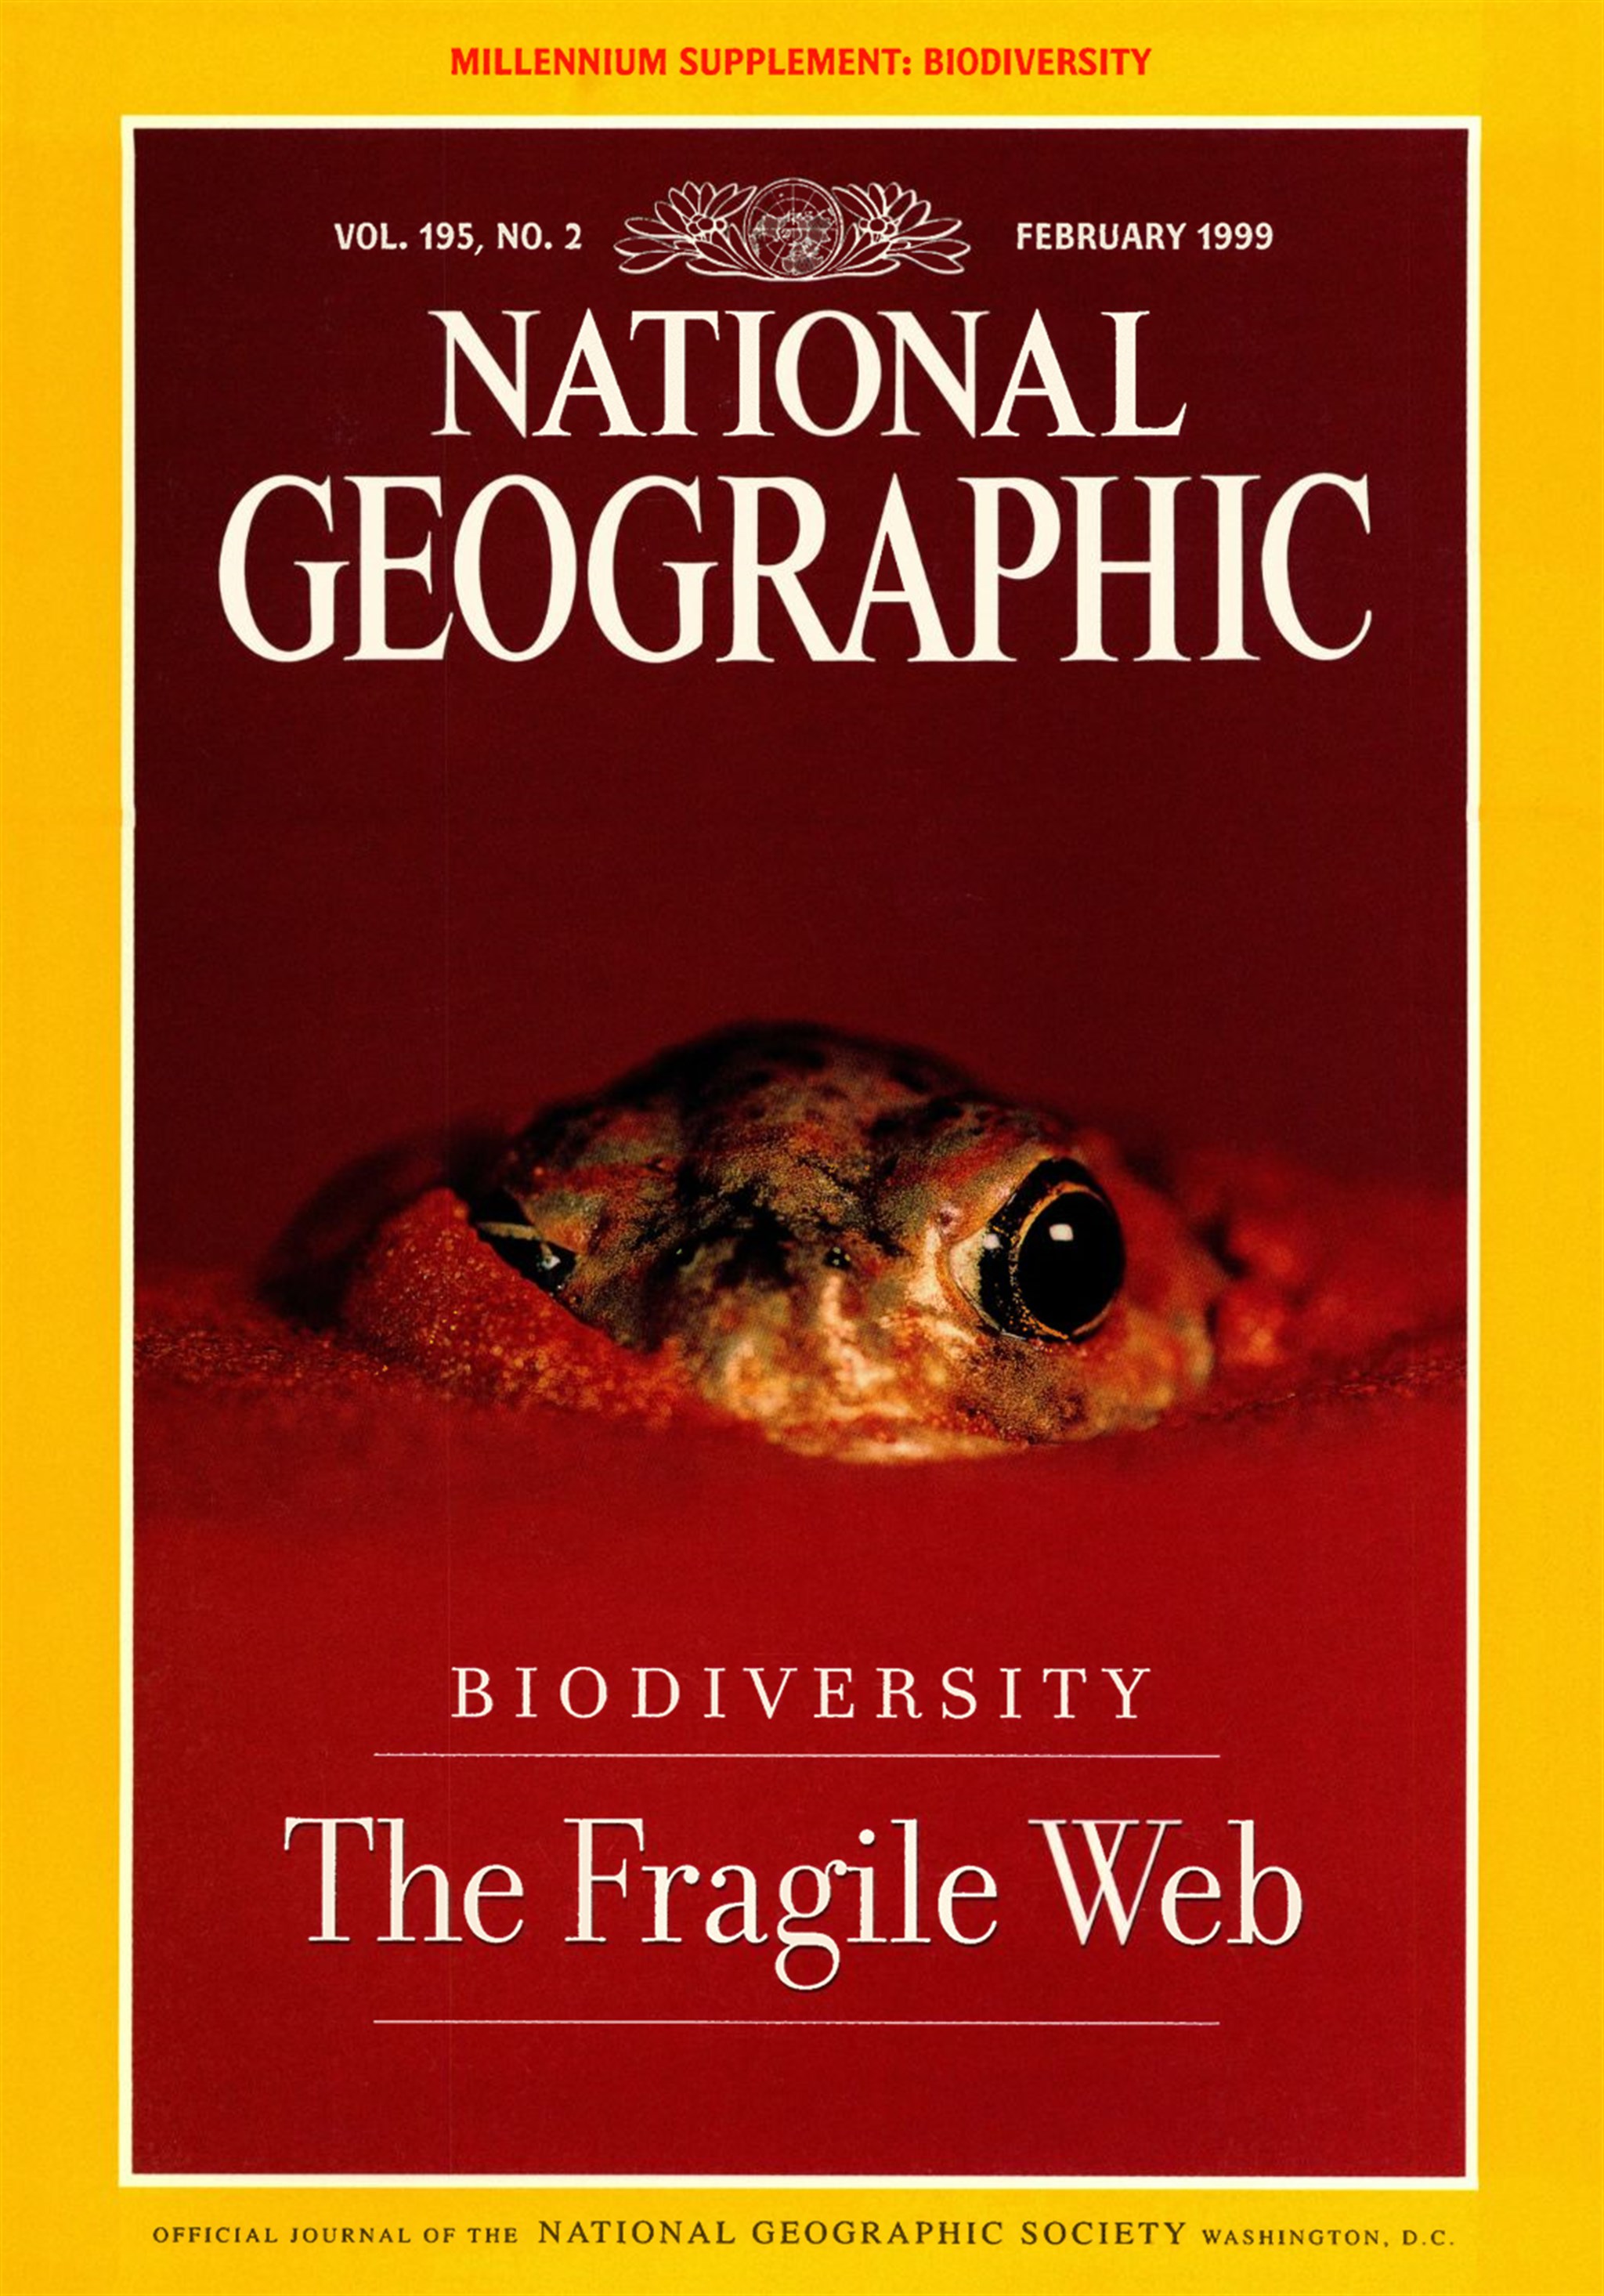 MILLENNIUM SUPPLEMENT: BIODIVERSITY
VOL. 195, NO. 2 FEBRUARY 1999
NATIONAL
GEOGRAPHIC
BIODIVERSITY
The Fragile Web
OFFICIAL JOURNAL OF THE NATIONAL GEOGRAPHIC SOCIETY WASHINGTON, D.C.